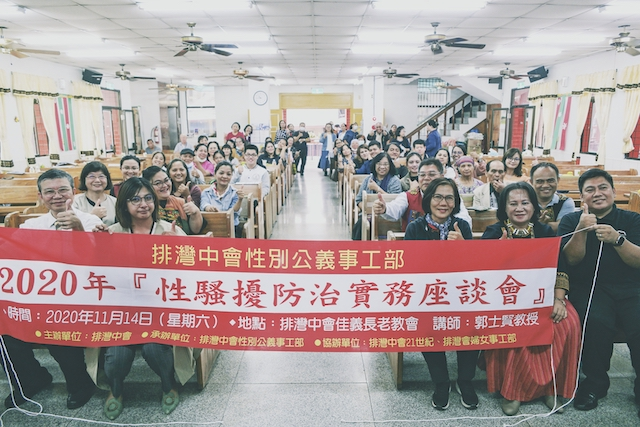 排灣中會性別公義事工部
2020年『性騷擾防治實務座談會』
時間：2020年11月14日（星期六）◆地點：排灣中會佳義長老教會 講師：郭士賢教授
●主辦單位：排灣中會●承辦單位：排灣中會性別公義事工部●協辦單位：排灣中會21世紀、排灣會婦女事工部